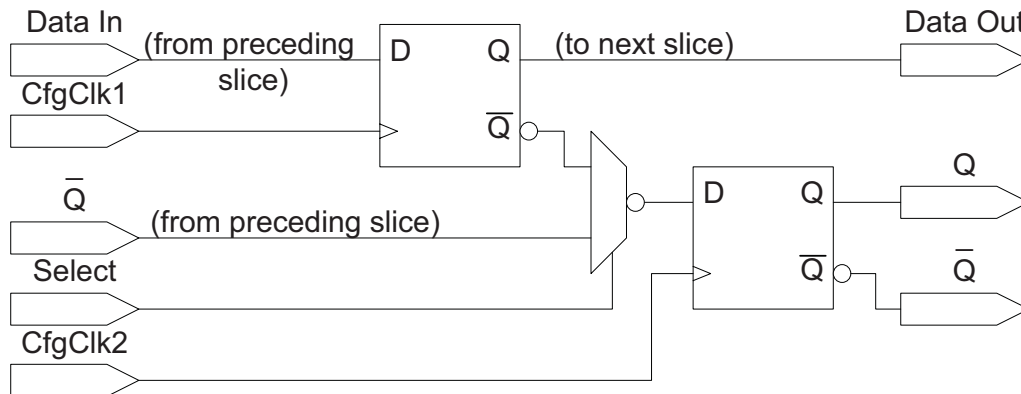 Data In
(from preceding
slice)
D
Q
(to next slice)
Data Out
CfgClk1
Q̅
Q̅
(from preceding slice)
D
Q
Q
Select
Q̅
Q̅
CfgClk2